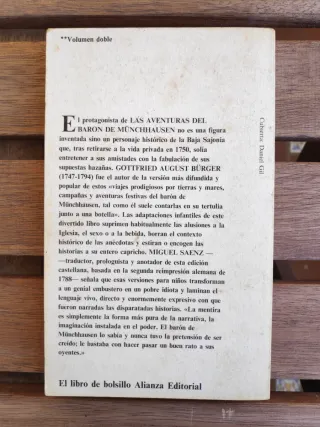 **Volumen doble
El protagonista de LAS AVENTURAS DEL
BARON DE MÜNCHHAUSEN no es una figura
inventada sino un personaje histórico de la Baja Sajonia
que, tras retirarse a la vida privada en 1750, solía
entretener a sus amistades con la fabulación de sus
supuestas hazañas. GOTTFRIED AUGUST BÜRGER
(1747-1794) fue el autor de la versión más difundida y
popular de estos «viajes prodigiosos por tierras y mares,
campañas y aventuras festivas del barón de
Münchhausen, tal como él suele contarlas en su tertulia
junto a una botella». Las adaptaciones infantiles de este
divertido libro suprimen habitualmente las alusiones a la
Iglesia, el sexo o a la bebida, borran el contexto
histórico de las anécdotas y estiran o encogen las
historias a su entero capricho. MIGUEL SAENZ —
—traductor, prologuista y anotador de esta edición
castellana, basada en la segunda reimpresión alemana de
1788— señala que esas versiones para niños transforman
a un genial embustero en un pobre idiota y laminan el
«lenguaje vivo, directo y enormemente expresivo con que
fueron narradas las disparatadas historias. «La mentira
es simplemente la forma más pura de la narrativa, la
imaginación instalada en el poder. El barón de
Münchhausen lo sabía y nunca tuvo la pretensión de ser
creído; le bastaba con hacer pasar un buen rato a sus
oyentes.»
El libro de bolsillo Alianza Editorial
Cubierta: Daniel Gil